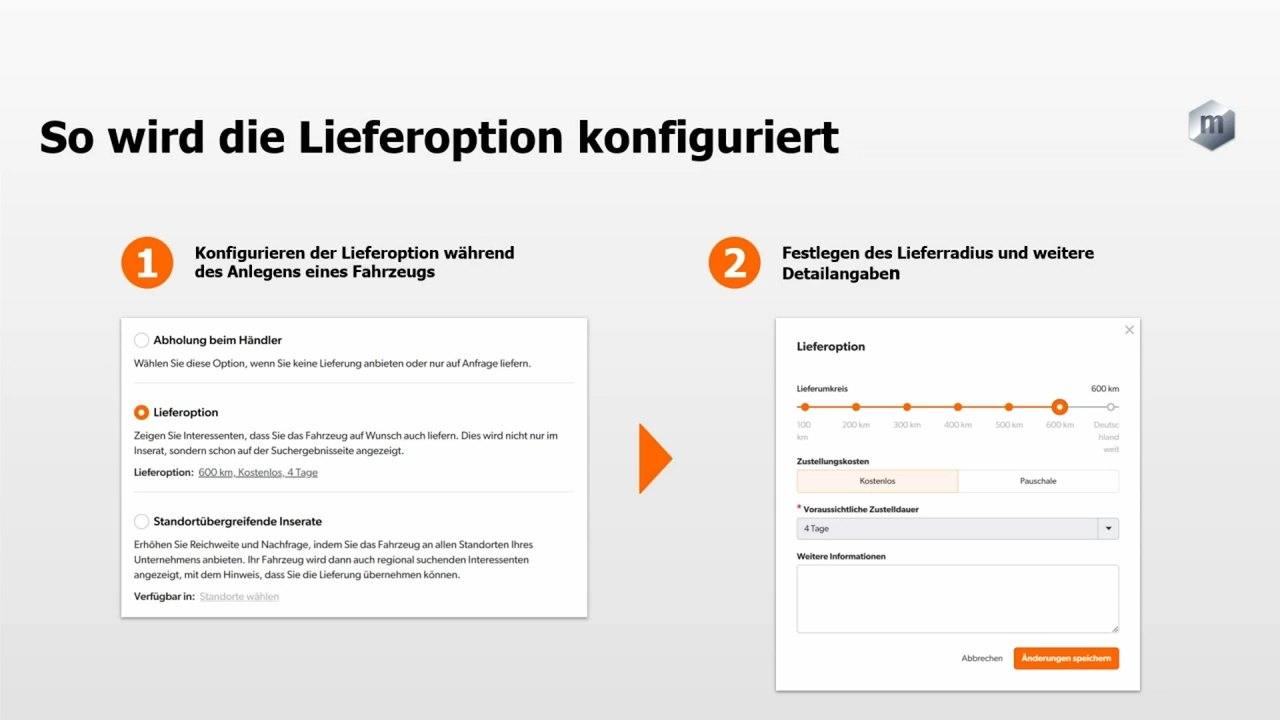 So wird die Lieferoption konfiguriert
m
1
Konfigurieren der Lieferoption während
des Anlegens eines Fahrzeugs
Abholung beim Händler
Wählen Sie diese Option, wenn Sie keine Lieferung anbieten oder nur auf Anfrage liefern.
Lieferoption
Zeigen Sie Interessenten, dass Sie das Fahrzeug auf Wunsch auch liefern. Dies wird nicht nur im
Inserat, sondern schon auf der Suchergebnisseite angezeigt.
Lieferoption: 600 km, Kostenlos, 4 Tage
Standortübergreifende Inserate
Erhöhen Sie Reichweite und Nachfrage, indem Sie das Fahrzeug an allen Standorten Ihres
Unternehmens anbieten. Ihr Fahrzeug wird dann auch regional suchenden Interessenten
angezeigt, mit dem Hinweis, dass Sie die Lieferung übernehmen können.
Verfügbar in: Standorte wählen
2
Festlegen des Lieferradius und weitere
Detailangaben
Lieferoption
Lieferumkreis 600 km
100 200 km 300 km 400 km 500 km 600 km Deutsc
km hland
weit
Zustellungskosten
Kostenlos Pauschale
* Voraussichtliche Zustelldauer
4 Tage
Weitere Informationen
Abbrechen Änderungen speichern